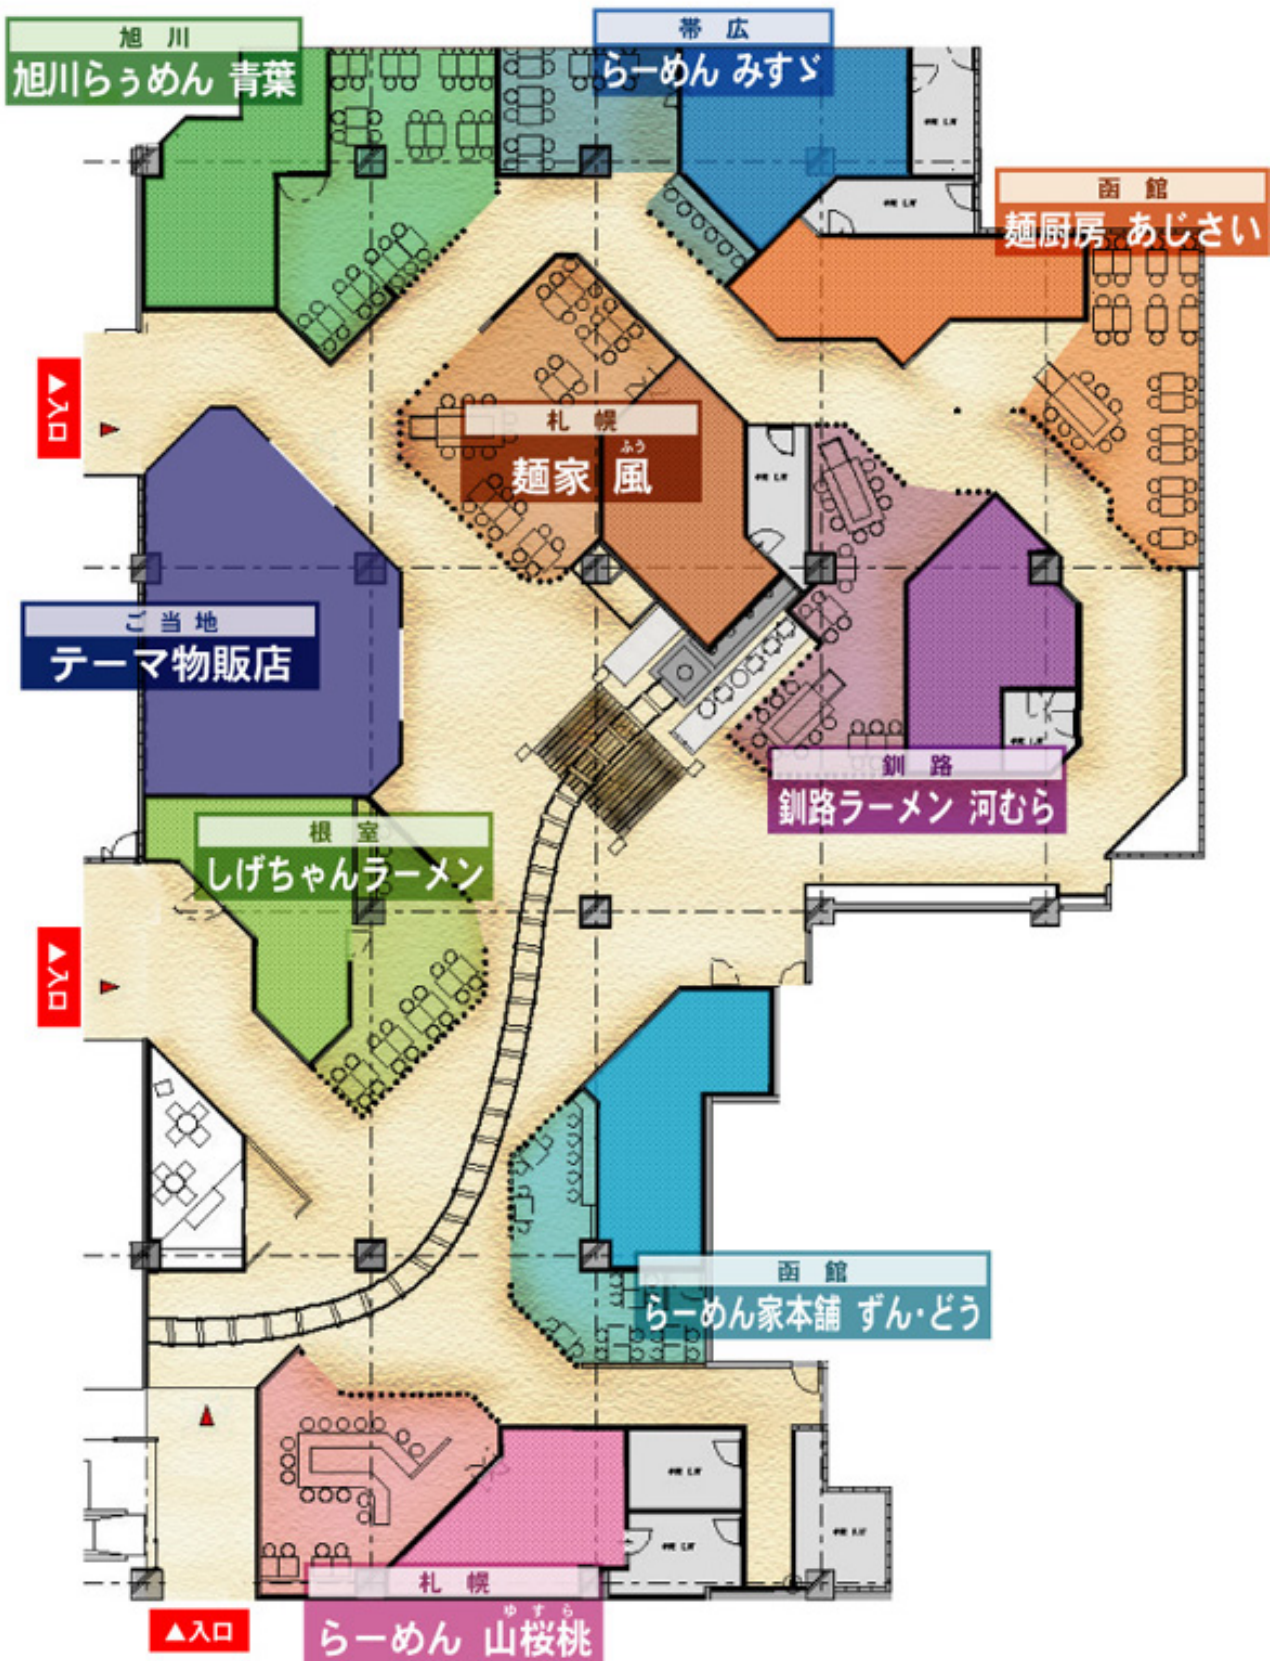 旭川
旭川らぅめん 青葉
帯広
らーめん みすゞ
函館
麺厨房 あじさい
▲入口
札幌
ふう
麺家 風
ご当地
テーマ物販店
釧路
釧路ラーメン 河むら
根室
しげちゃんラーメン
▲入口
函館
らーめん家本舗 ずん・どう
札幌
ゆすら
らーめん 山桜桃
▲入口